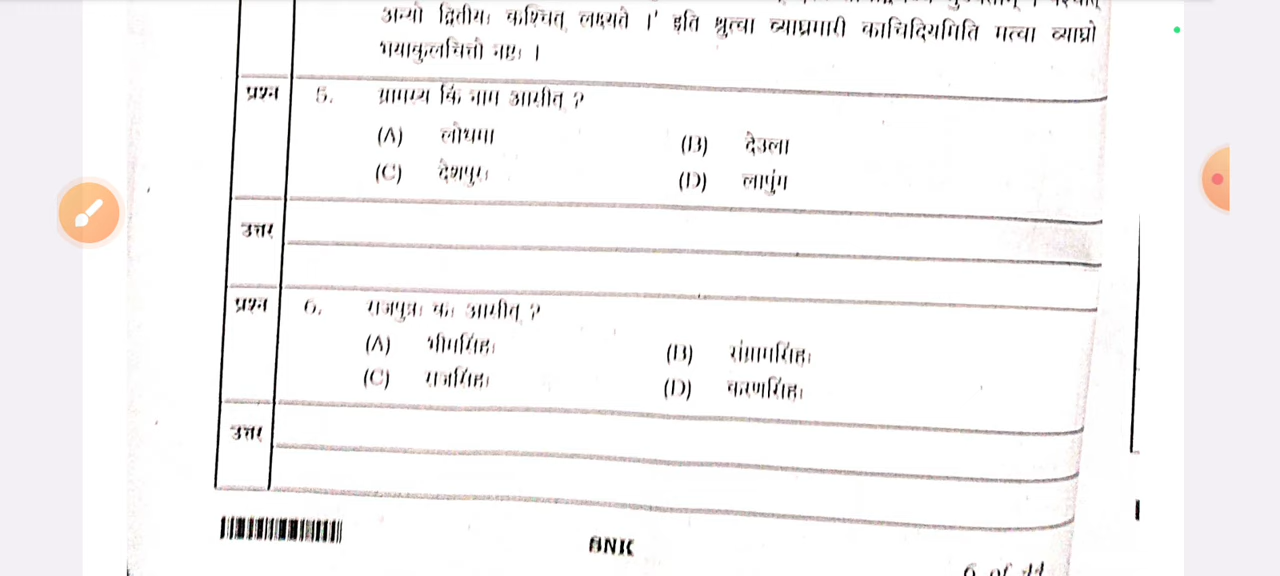 अन्यो द्वितीयः कश्चित् लक्ष्यते ।' इति श्रुत्वा व्याघ्रमारी काचिदियमिति मत्वा व्याघ्रो
भयाकुलचित्तो नष्टः ।
प्रश्न 5. ग्रामस्य किं नाम आसीत् ?
(A) लोधमा (B) देउला
(C) देशपुरः (D) लापुंग
उत्तर
प्रश्न 6. राजपुत्रः कः आसीत् ?
(A) भीमसिंहः (B) संग्रामसिंहः
(C) राजसिंहः (D) करणसिंहः
उत्तर
BNK